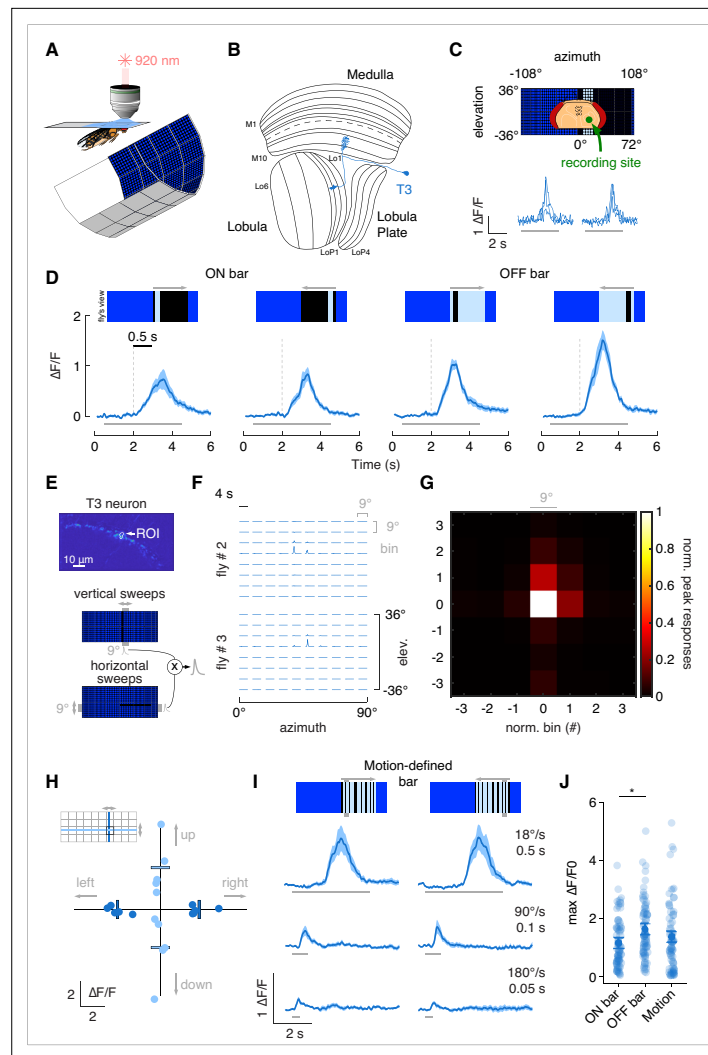 A
920 nm
B
Medulla
M1
M10
Lo1
Lo6
T3
Lobula
Lobula
Plate
LoP1
LoP4
C
azimuth
-108°
108°
36°
elevation
-36°
0°
72°
recording site
1 ΔF/F
2 s
D
ON bar
OFF bar
fly's view
2
1
0
ΔF/F
0.5 s
0 2 4 6
0 2 4 6
0 2 4 6
0 2 4 6
Time (s)
E
T3 neuron
ROI
10 µm
vertical sweeps
9°
x
horizontal
sweeps
9°
F
4 s
9°
9°
bin
fly # 2
fly # 3
36°
elev.
-36°
0°
90°
azimuth
G
9°
3
2
1
0
-1
-2
-3
-3 -2 -1 0 1 2 3
norm. bin (#)
1
0.8
0.6
0.4
0.2
0
norm. peak responses
H
up
left
right
down
2
ΔF/F
2
I
Motion-defined
bar
18°/s
0.5 s
90°/s
0.1 s
180°/s
0.05 s
1 ΔF/F
2 s
J
*
6
4
2
0
max ΔF/F0
ON bar
OFF bar
Motion